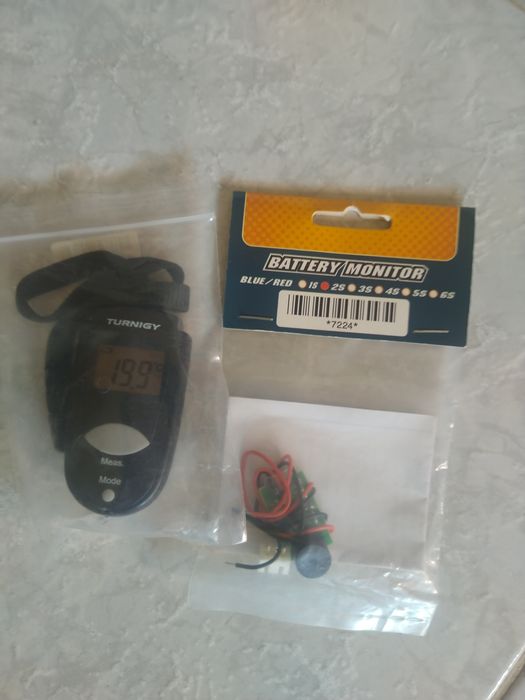 TURNIGY
19.9°C
Meas.
Mode
BATTERY MONITOR
BLUE/RED 1S 2S 3S 4S 5S 6S
*7224*